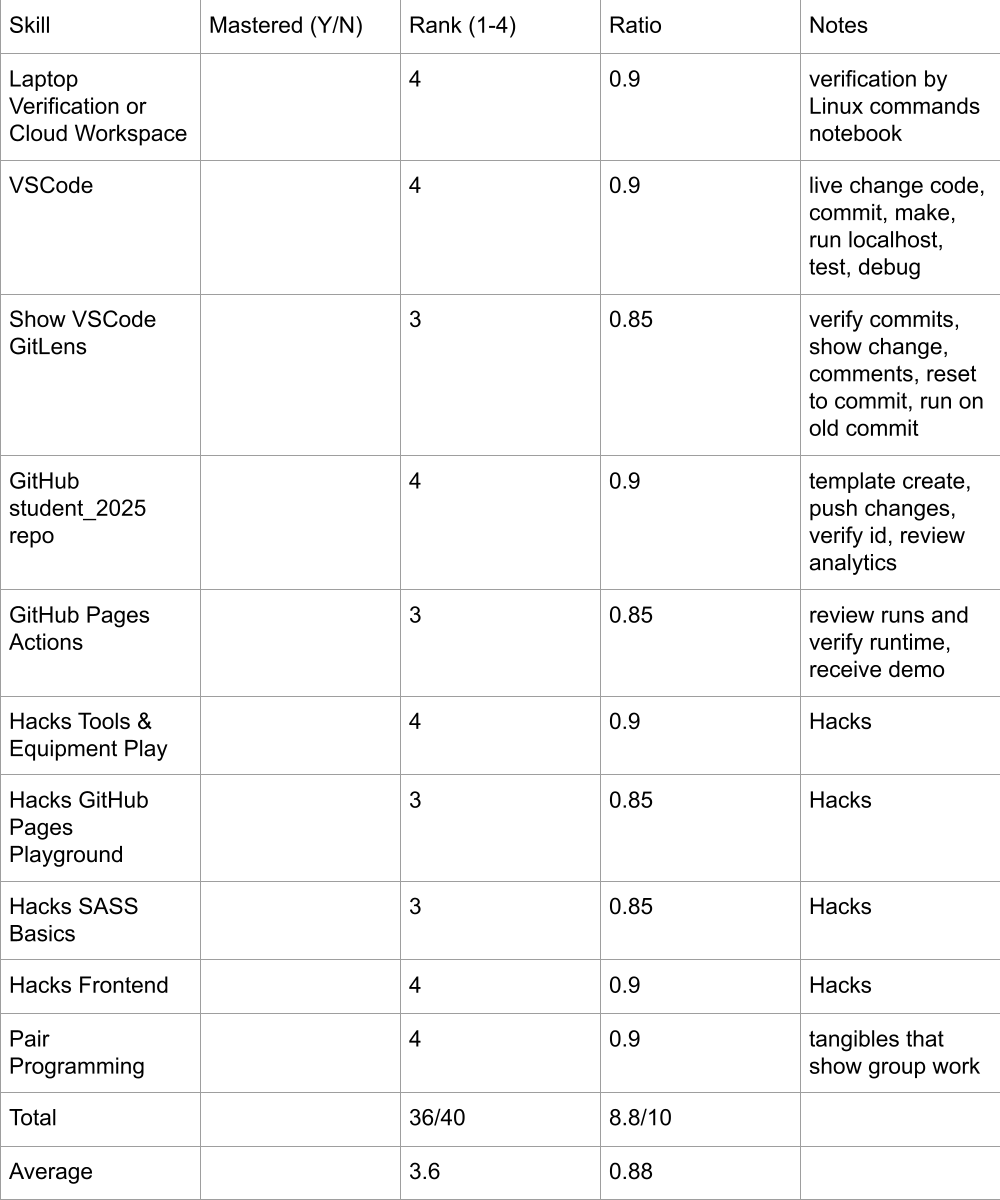 Skill Mastered (Y/N) Rank (1-4) Ratio Notes
Laptop 4 0.9 verification by
Verification or Linux commands
Cloud Workspace notebook
VSCode 4 0.9 live change code,
commit, make,
run localhost,
test, debug
Show VSCode 3 0.85 verify commits,
GitLens show change,
comments, reset
to commit, run on
old commit
GitHub 4 0.9 template create,
student_2025 push changes,
repo verify id, review
analytics
GitHub Pages 3 0.85 review runs and
Actions verify runtime,
receive demo
Hacks Tools & 4 0.9 Hacks
Equipment Play
Hacks GitHub 3 0.85 Hacks
Pages
Playground
Hacks SASS 3 0.85 Hacks
Basics
Hacks Frontend 4 0.9 Hacks
Pair 4 0.9 tangibles that
Programming show group work
Total 36/40 8.8/10
Average 3.6 0.88